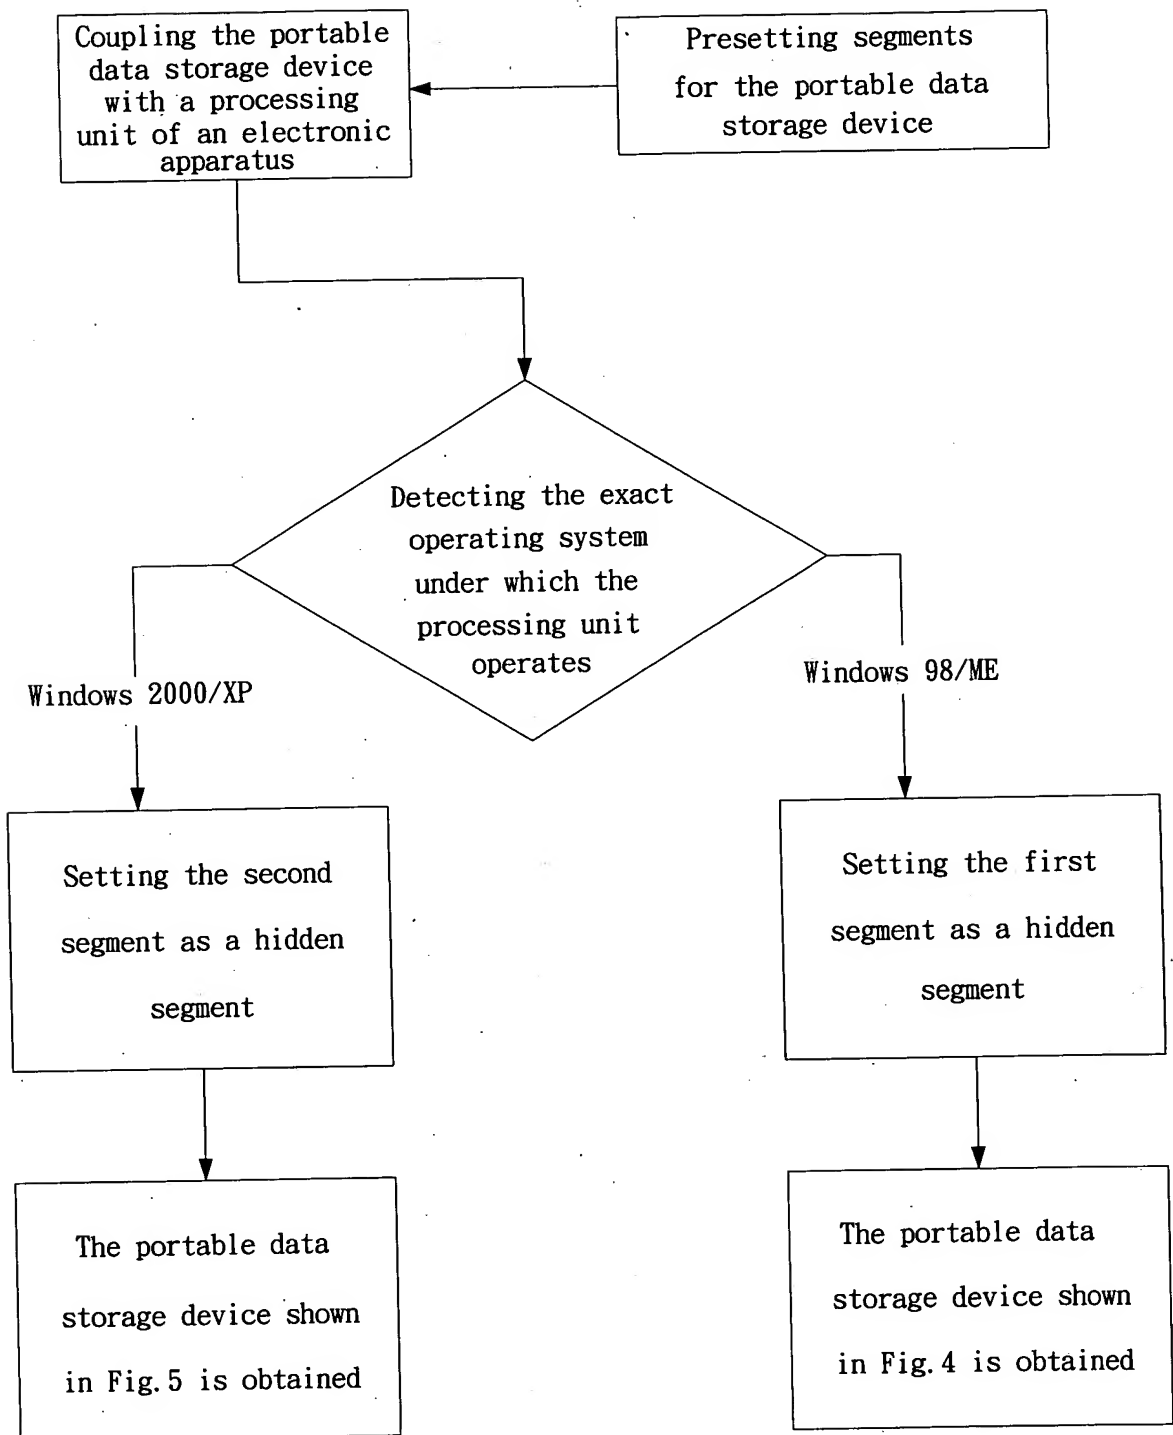 Coupling the portable
data storage device
with a processing
unit of an electronic
apparatus
Presetting segments
for the portable data
storage device
Detecting the exact
operating system
under which the
processing unit
operates
Windows 2000/XP
Windows 98/ME
Setting the second
segment as a hidden
segment
Setting the first
segment as a hidden
segment
The portable data
storage device shown
in Fig. 5 is obtained
The portable data
storage device shown
in Fig. 4 is obtained